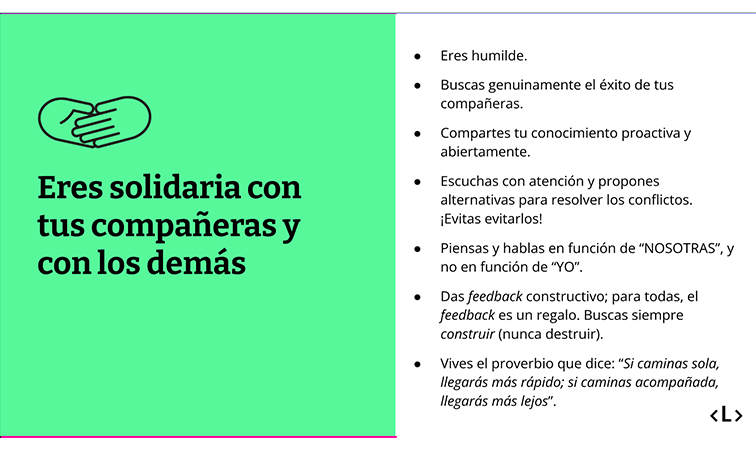 Eres solidaria con
tus compañeras y
con los demás
● Eres humilde.
● Buscas genuinamente el éxito de tus
compañeras.
● Compartes tu conocimiento proactiva y
abiertamente.
● Escuchas con atención y propones
alternativas para resolver los conflictos.
¡Evitas evitarlos!
● Piensas y hablas en función de “NOSOTRAS”, y
no en función de “YO”.
● Das feedback constructivo; para todas, el
feedback es un regalo. Buscas siempre
construir (nunca destruir).
● Vives el proverbio que dice: “Si caminas sola,
llegarás más rápido; si caminas acompañada,
llegarás más lejos”.
<L>